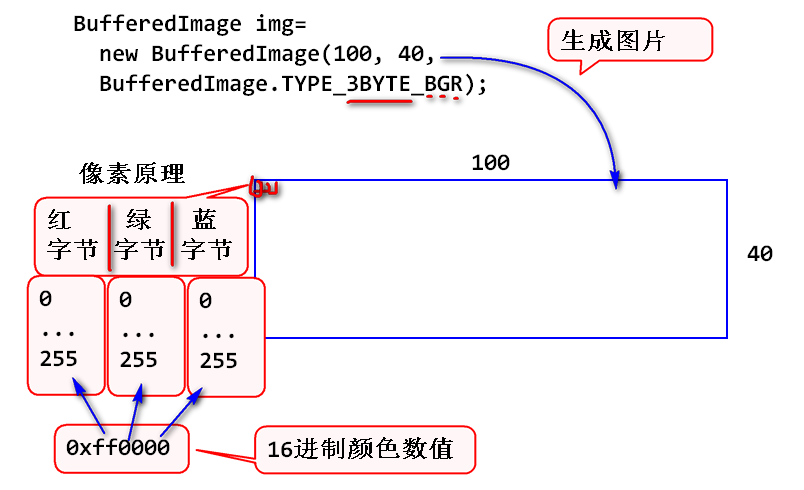 BufferedImage img=
new BufferedImage(100, 40,
BufferedImage.TYPE_3BYTE_BGR);
生成图片
100
像素原理
红 绿 蓝
字节 字节 字节
40
0 0 0
... ... ...
255 255 255
0xff0000
16进制颜色数值